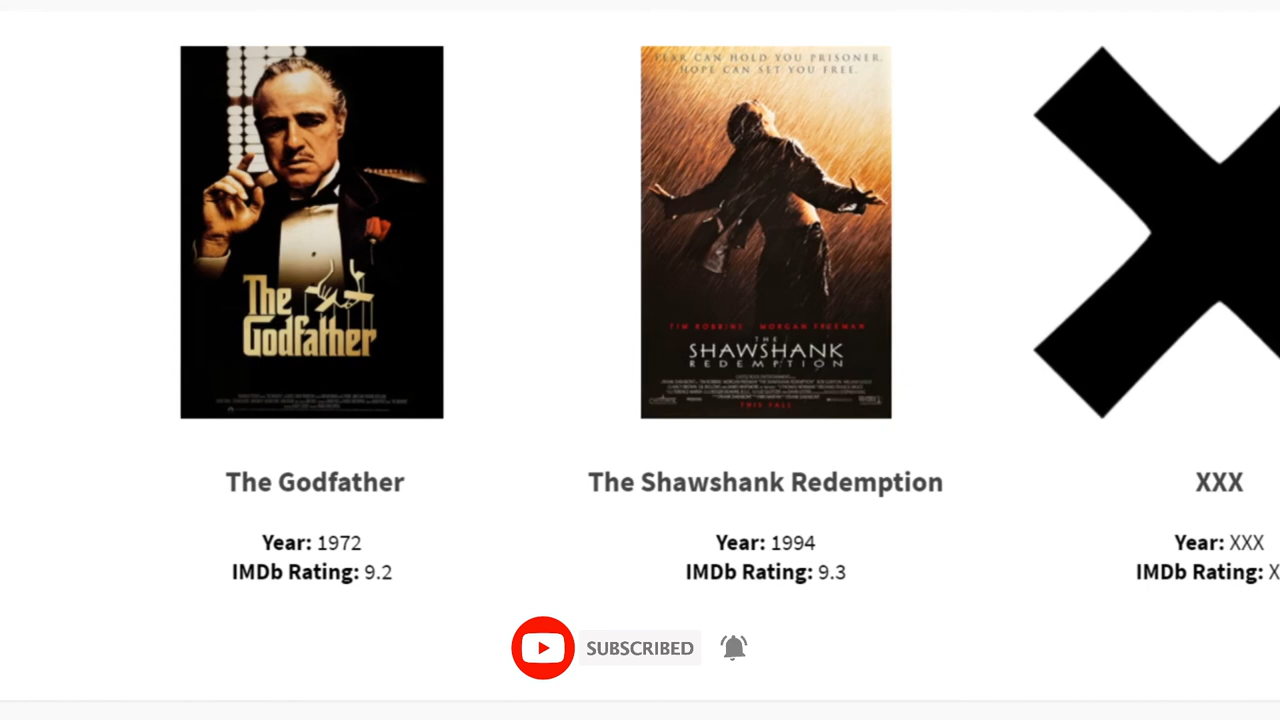 The
Godfather
FEAR CAN HOLD YOU PRISONER.
HOPE CAN SET YOU FREE.
TIM ROBBINS MORGAN FREEMAN
THE
SHAWSHANK
REDEMPTION
THIS FALL
The Godfather
The Shawshank Redemption
XXX
Year: 1972
Year: 1994
Year: XXX
IMDb Rating: 9.2
IMDb Rating: 9.3
IMDb Rating: X
SUBSCRIBED